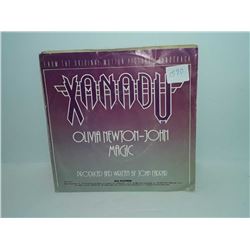 FROM THE ORIGINAL MOTION PICTURE SOUNDTRACK
XANADU
OLIVIA NEWTON-JOHN
MAGIC
PRODUCED AND WRITTEN BY JOHN FARRAR